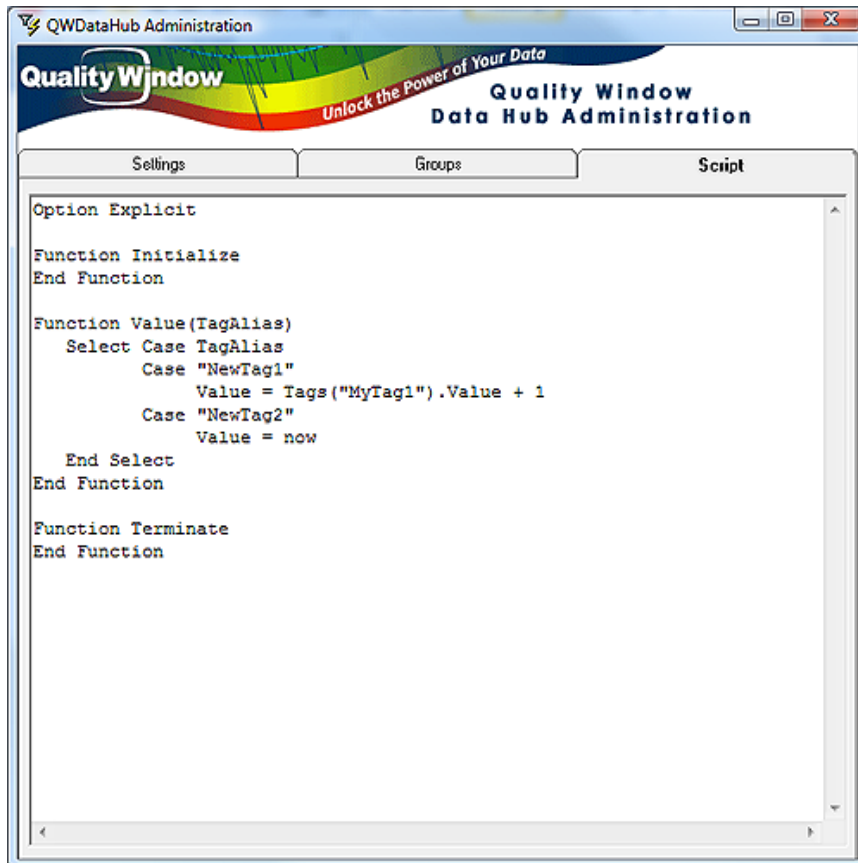 QWDataHub Administration
Quality Window
Unlock the Power of Your Data
Quality Window
Data Hub Administration
Settings
Groups
Script
Option Explicit
Function Initialize
End Function
Function Value(TagAlias)
   Select Case TagAlias
          Case "NewTag1"
               Value = Tags("MyTag1").Value + 1
          Case "NewTag2"
               Value = now
   End Select
End Function
Function Terminate
End Function